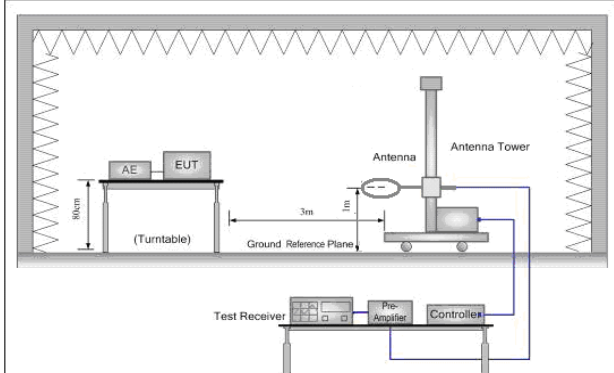 Antenna
Antenna Tower
AE
EUT
80cm
(Turntable)
3m
1m
Ground Reference Plane
Test Receiver
Pre-
Amplifier
Controller